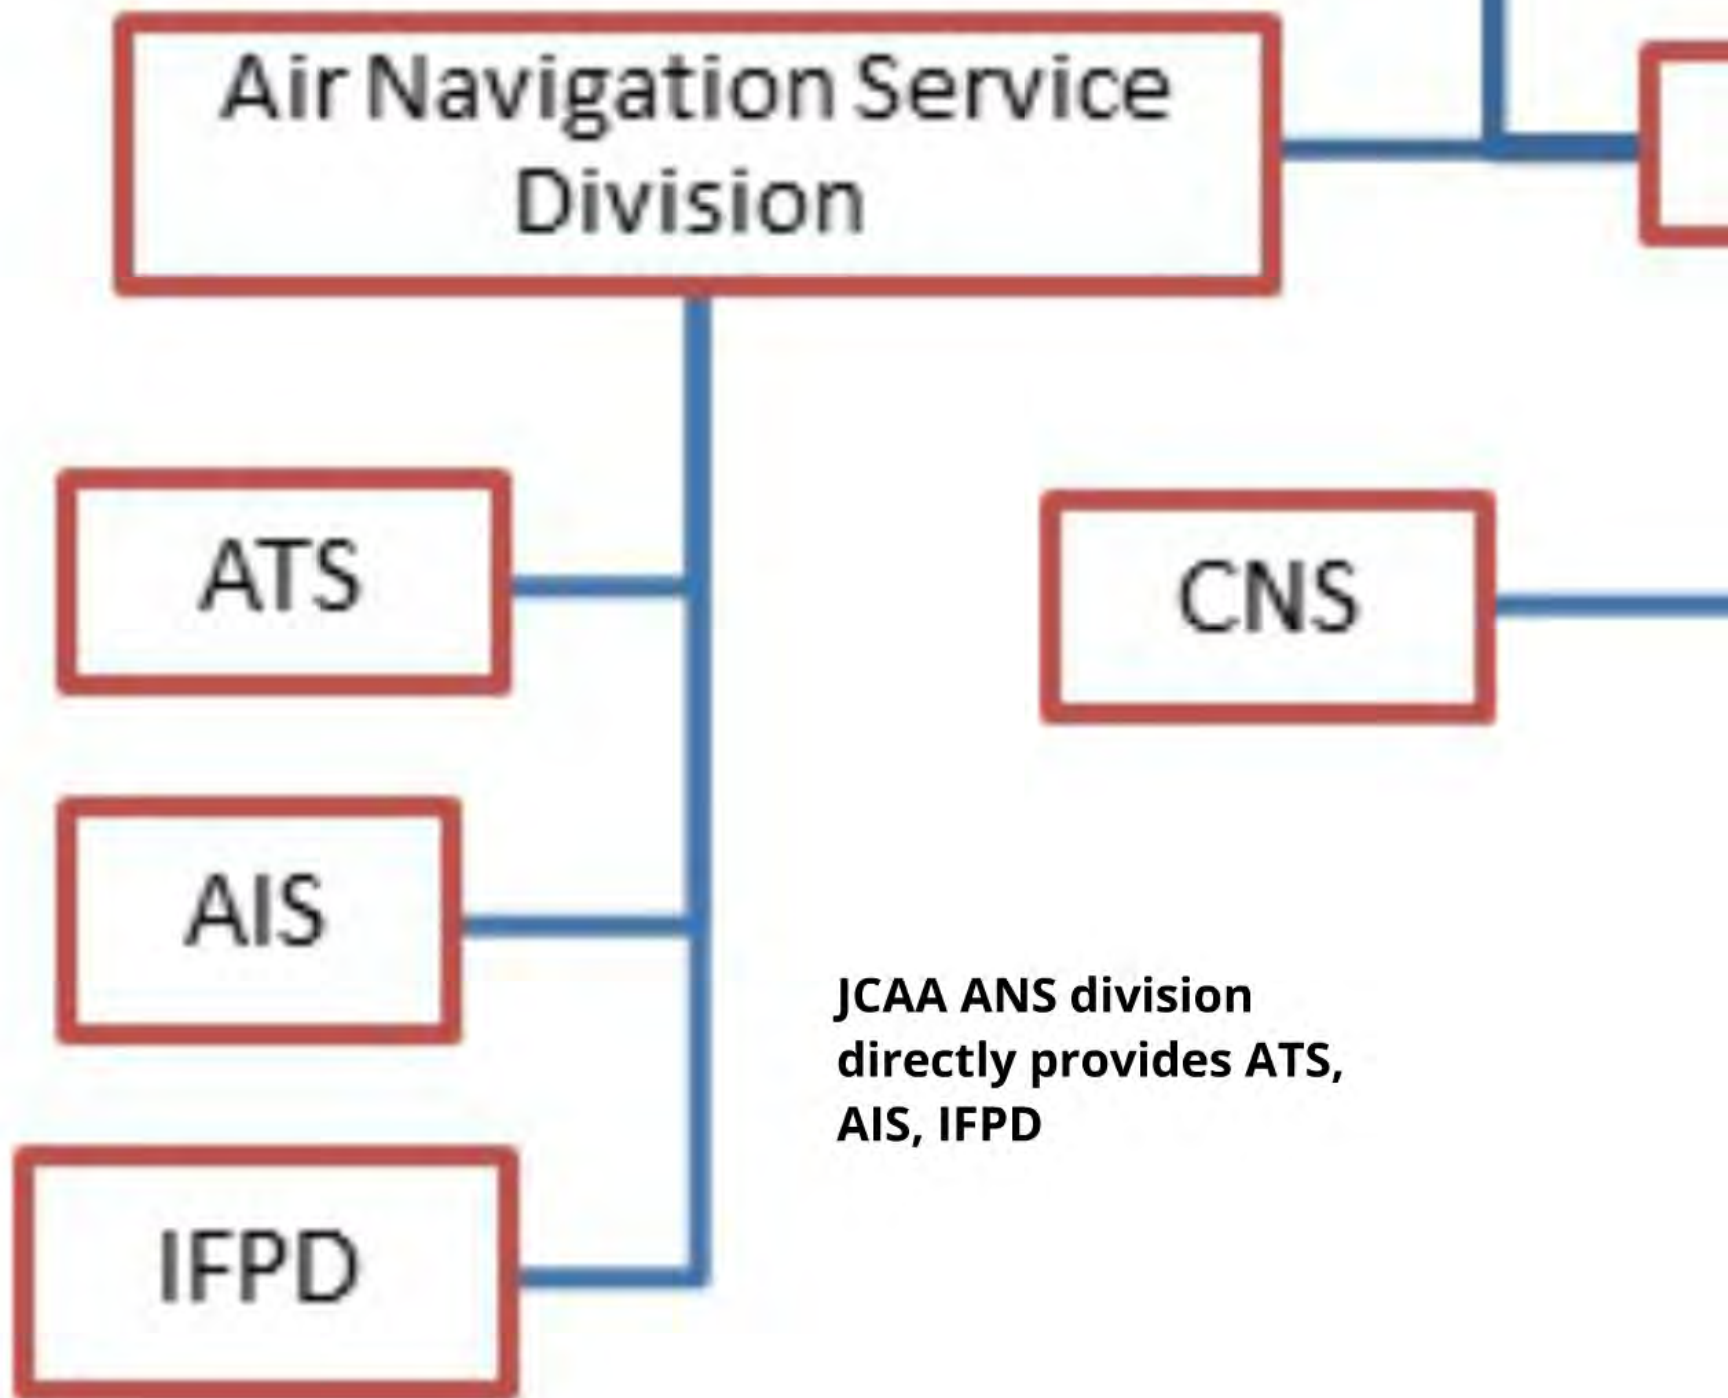 Air Navigation Service
Division
ATS
CNS
AIS
JCAA ANS division
directly provides ATS,
AIS, IFPD
IFPD